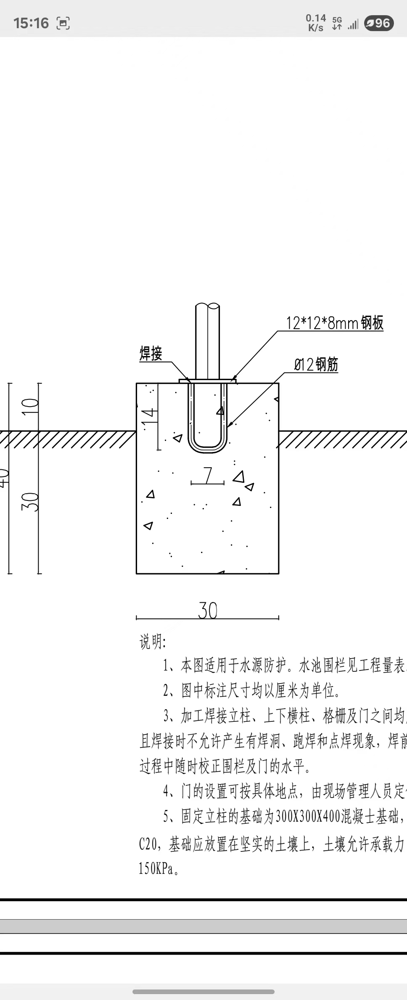 15:16
0.14 K/s 5G 96
12*12*8mm钢板
焊接
Ø12钢筋
10
14
40
30
7
30
说明:
1、本图适用于水源防护。水池围栏见工程量表
2、图中标注尺寸均以厘米为单位。
3、加工焊接立柱、上下横柱、格栅及门之间均
且焊接时不允许产生有焊洞、跑焊和点焊现象，焊前
过程中随时校正围栏及门的水平。
4、门的设置可按具体地点，由现场管理人员定
5、固定立柱的基础为300X300X400混凝士基础，
C20，基础应放置在坚实的土壤上，土壤允许承载力
150KPa。